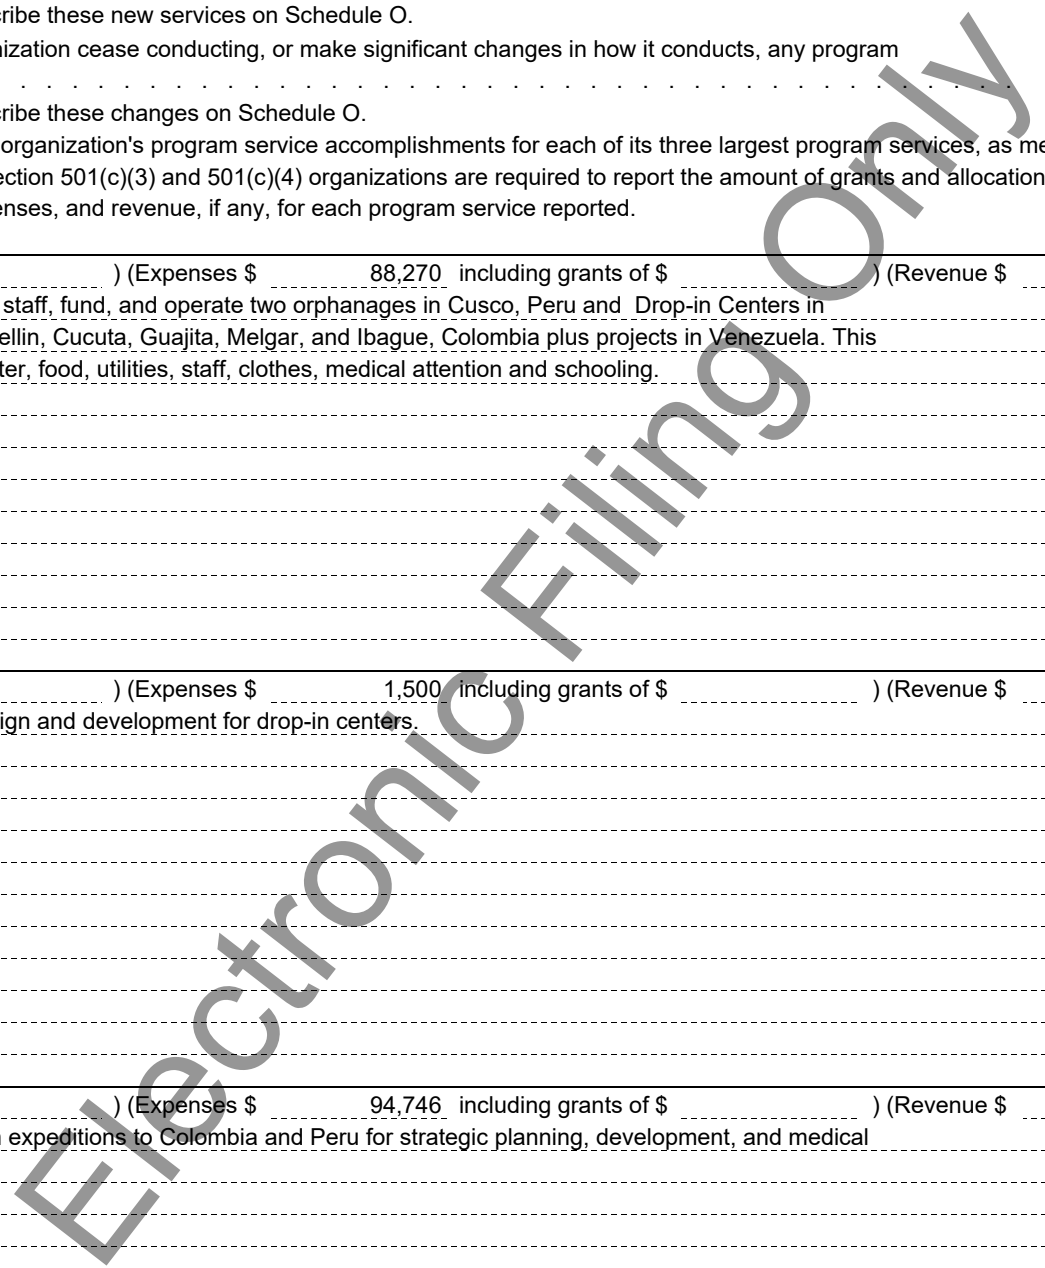 ribe these new services on Schedule O.
nization cease conducting, or make significant changes in how it conducts, any program
. . . . . . . . . . . . . . . . . . . . . . . . . . . . . . . . . . . . . . .
ribe these changes on Schedule O.
organization's program service accomplishments for each of its three largest program services, as me
ection 501(c)(3) and 501(c)(4) organizations are required to report the amount of grants and allocation
enses, and revenue, if any, for each program service reported.
) (Expenses $ 88,270 including grants of $ ) (Revenue $
staff, fund, and operate two orphanages in Cusco, Peru and Drop-in Centers in
ellin, Cucuta, Guajita, Melgar, and Ibague, Colombia plus projects in Venezuela. This
ter, food, utilities, staff, clothes, medical attention and schooling.
) (Expenses $ 1,500 including grants of $ ) (Revenue $
ign and development for drop-in centers.
) (Expenses $ 94,746 including grants of $ ) (Revenue $
n expeditions to Colombia and Peru for strategic planning, development, and medical
Electronic Filing Only